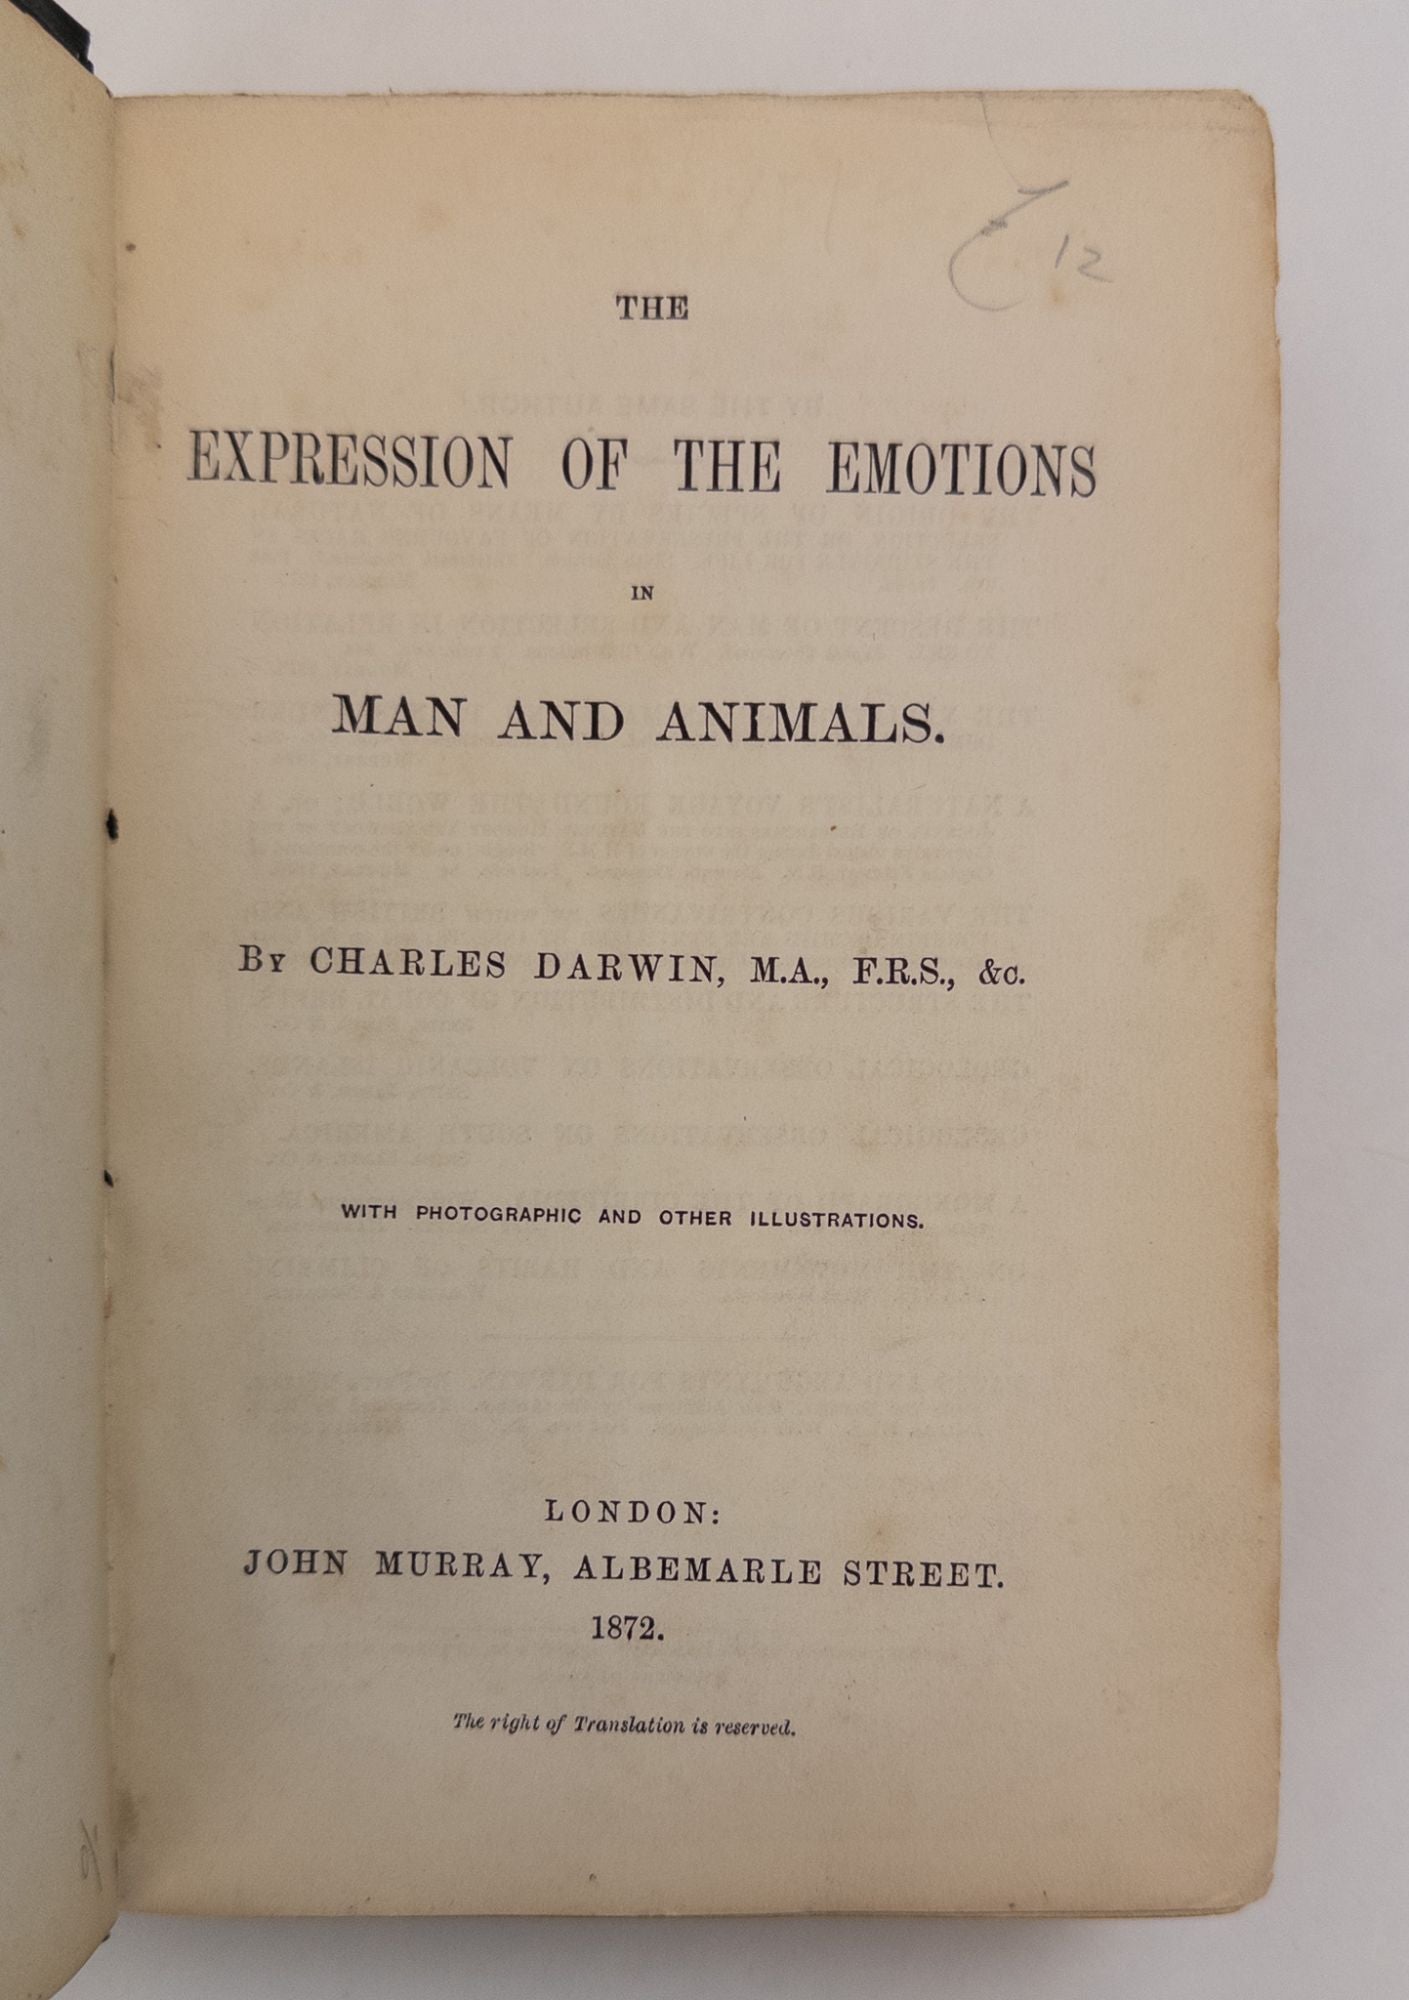 12
THE
EXPRESSION OF THE EMOTIONS
IN
MAN AND ANIMALS.
BY CHARLES DARWIN, M.A., F.R.S., &c.
WITH PHOTOGRAPHIC AND OTHER ILLUSTRATIONS.
LONDON:
JOHN MURRAY, ALBEMARLE STREET.
1872.
The right of Translation is reserved.